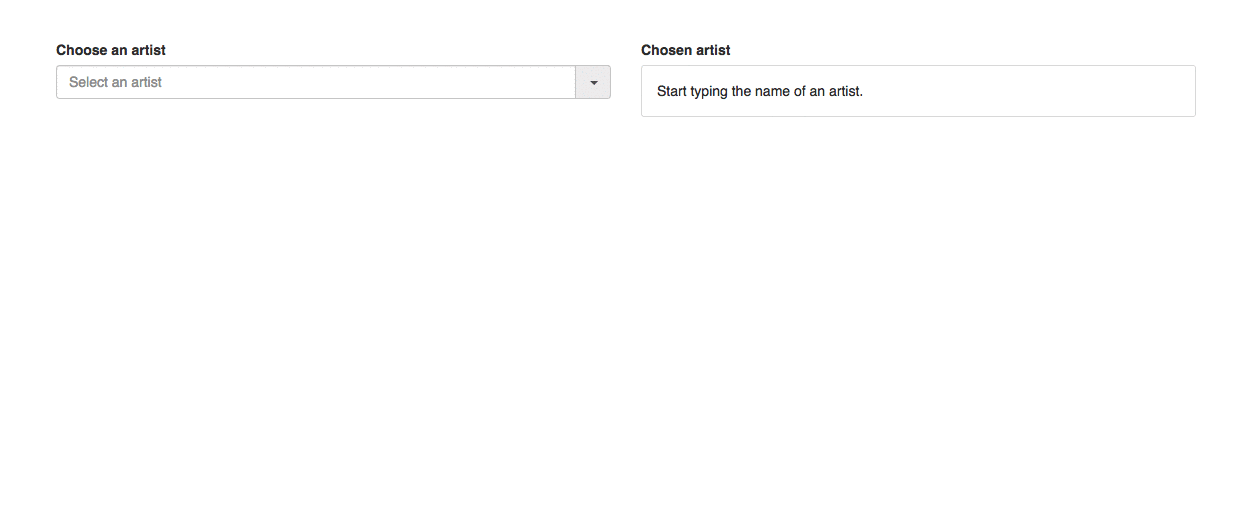 Choose an artist
Select an artist
Chosen artist
Start typing the name of an artist.